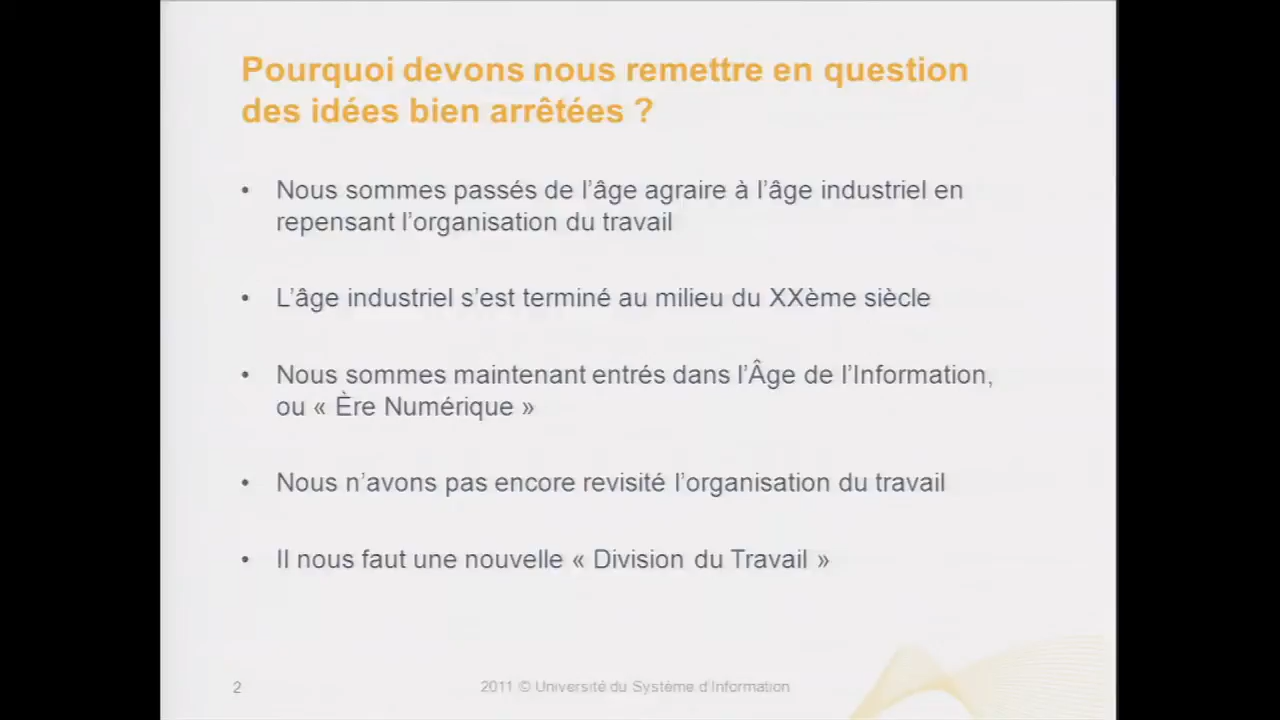 Pourquoi devons nous remettre en question
des idées bien arrêtées ?
• Nous sommes passés de l'âge agraire à l'âge industriel en
repensant l'organisation du travail
• L'âge industriel s'est terminé au milieu du XXème siècle
• Nous sommes maintenant entrés dans l'Âge de l'Information,
ou « Ère Numérique »
• Nous n'avons pas encore revisité l'organisation du travail
• Il nous faut une nouvelle « Division du Travail »
2
2011 © Université du Système d'Information